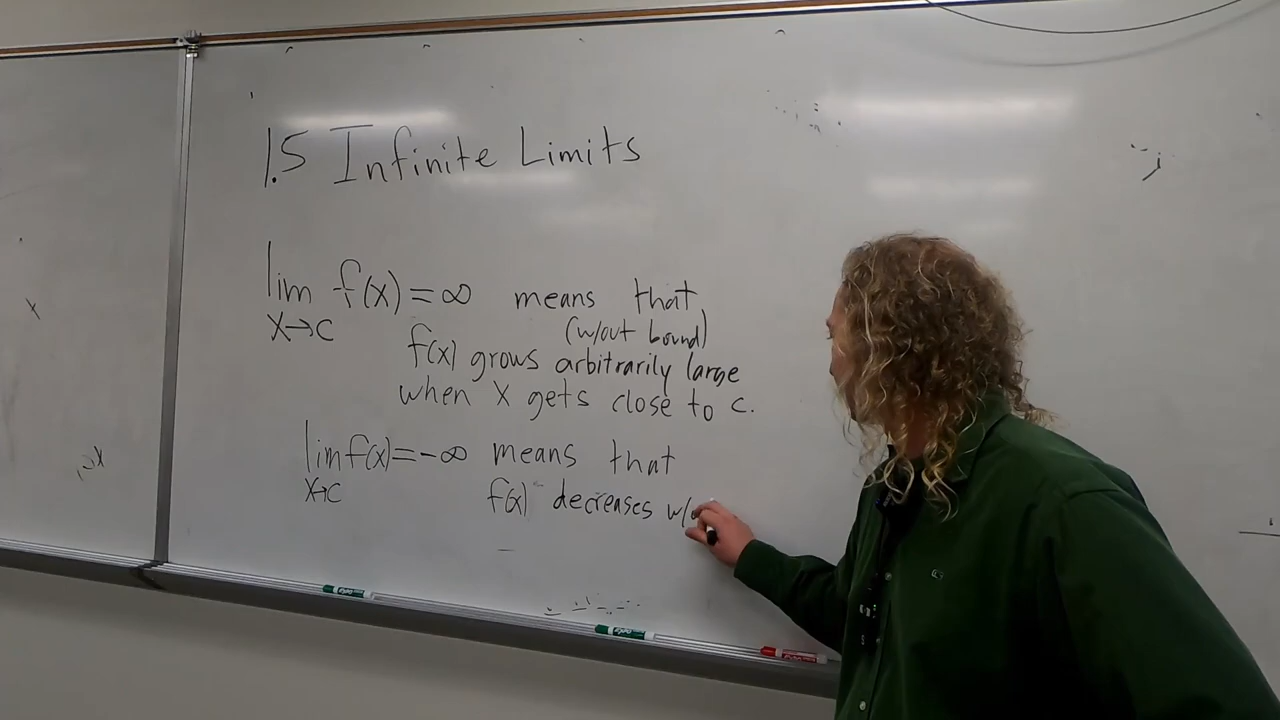 1.5 Infinite Limits
lim f(x) = ∞ means that
x→c (w/out bound)
f(x) grows arbitrarily large
when x gets close to c.
lim f(x) = -∞ means that
x→c
f(x) decreases w/o